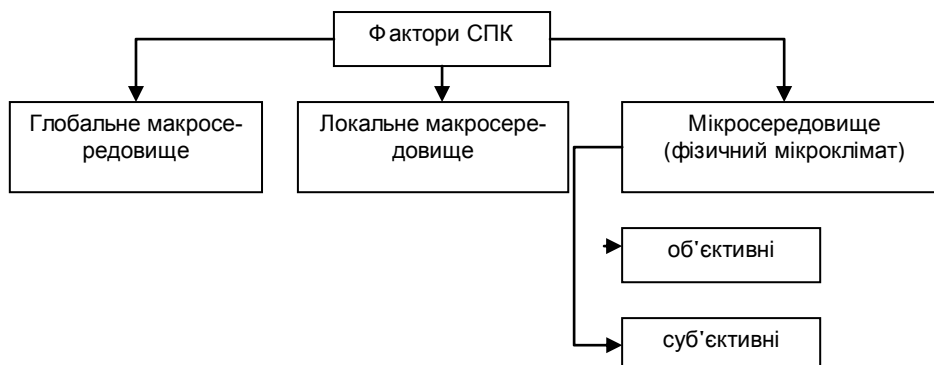 Фактори СПК
Глобальне макросе-
редовище
Локальне макросере-
довище
Мікросередовище
(фізичний мікроклімат)
об'єктивні
суб'єктивні